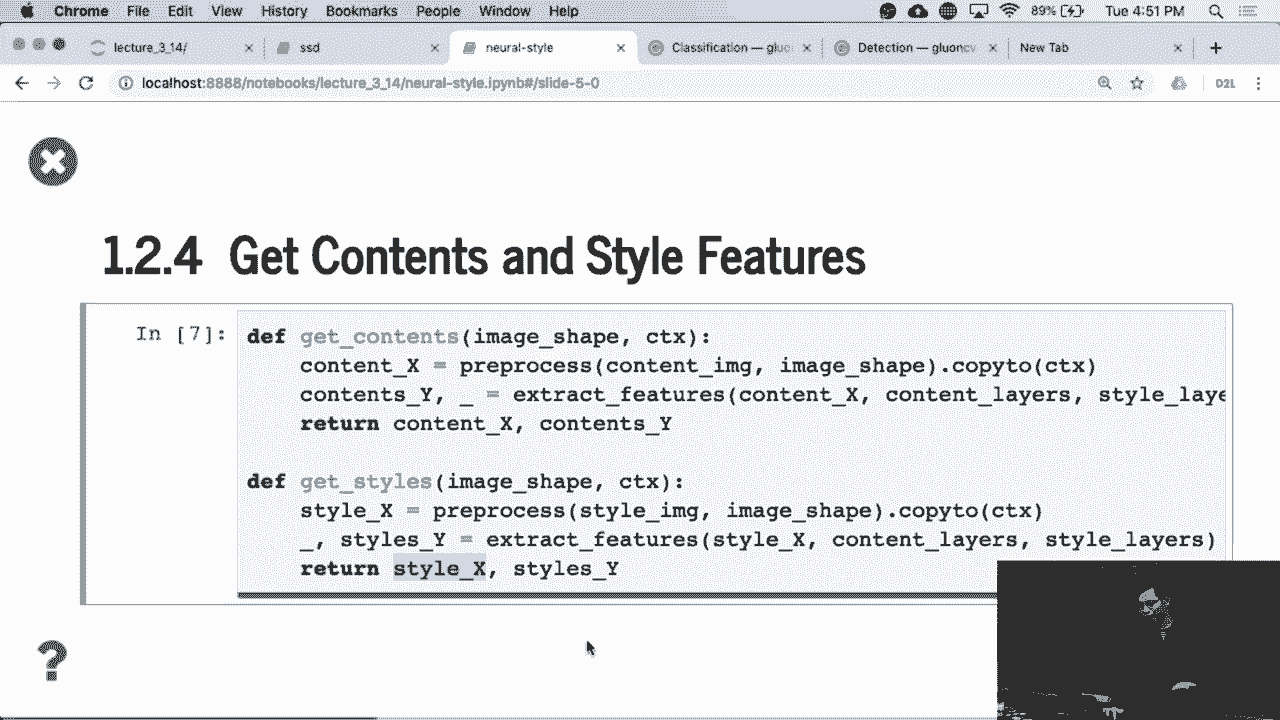 Chrome File Edit View History Bookmarks People Window Help 89% Tue 4:51 PM
lecture_3_14/ ssd neural-style Classification — gluo Detection — gluoncv New Tab
localhost:8888/notebooks/lecture_3_14/neural-style.ipynb#/slide-5-0 D2L
1.2.4 Get Contents and Style Features
In [7]: def get_contents(image_shape, ctx):
content_X = preprocess(content_img, image_shape).copyto(ctx)
contents_Y, _ = extract_features(content_X, content_layers, style_laye
return content_X, contents_Y
def get_styles(image_shape, ctx):
style_X = preprocess(style_img, image_shape).copyto(ctx)
_, styles_Y = extract_features(style_X, content_layers, style_layers)
return style_X, styles_Y
?